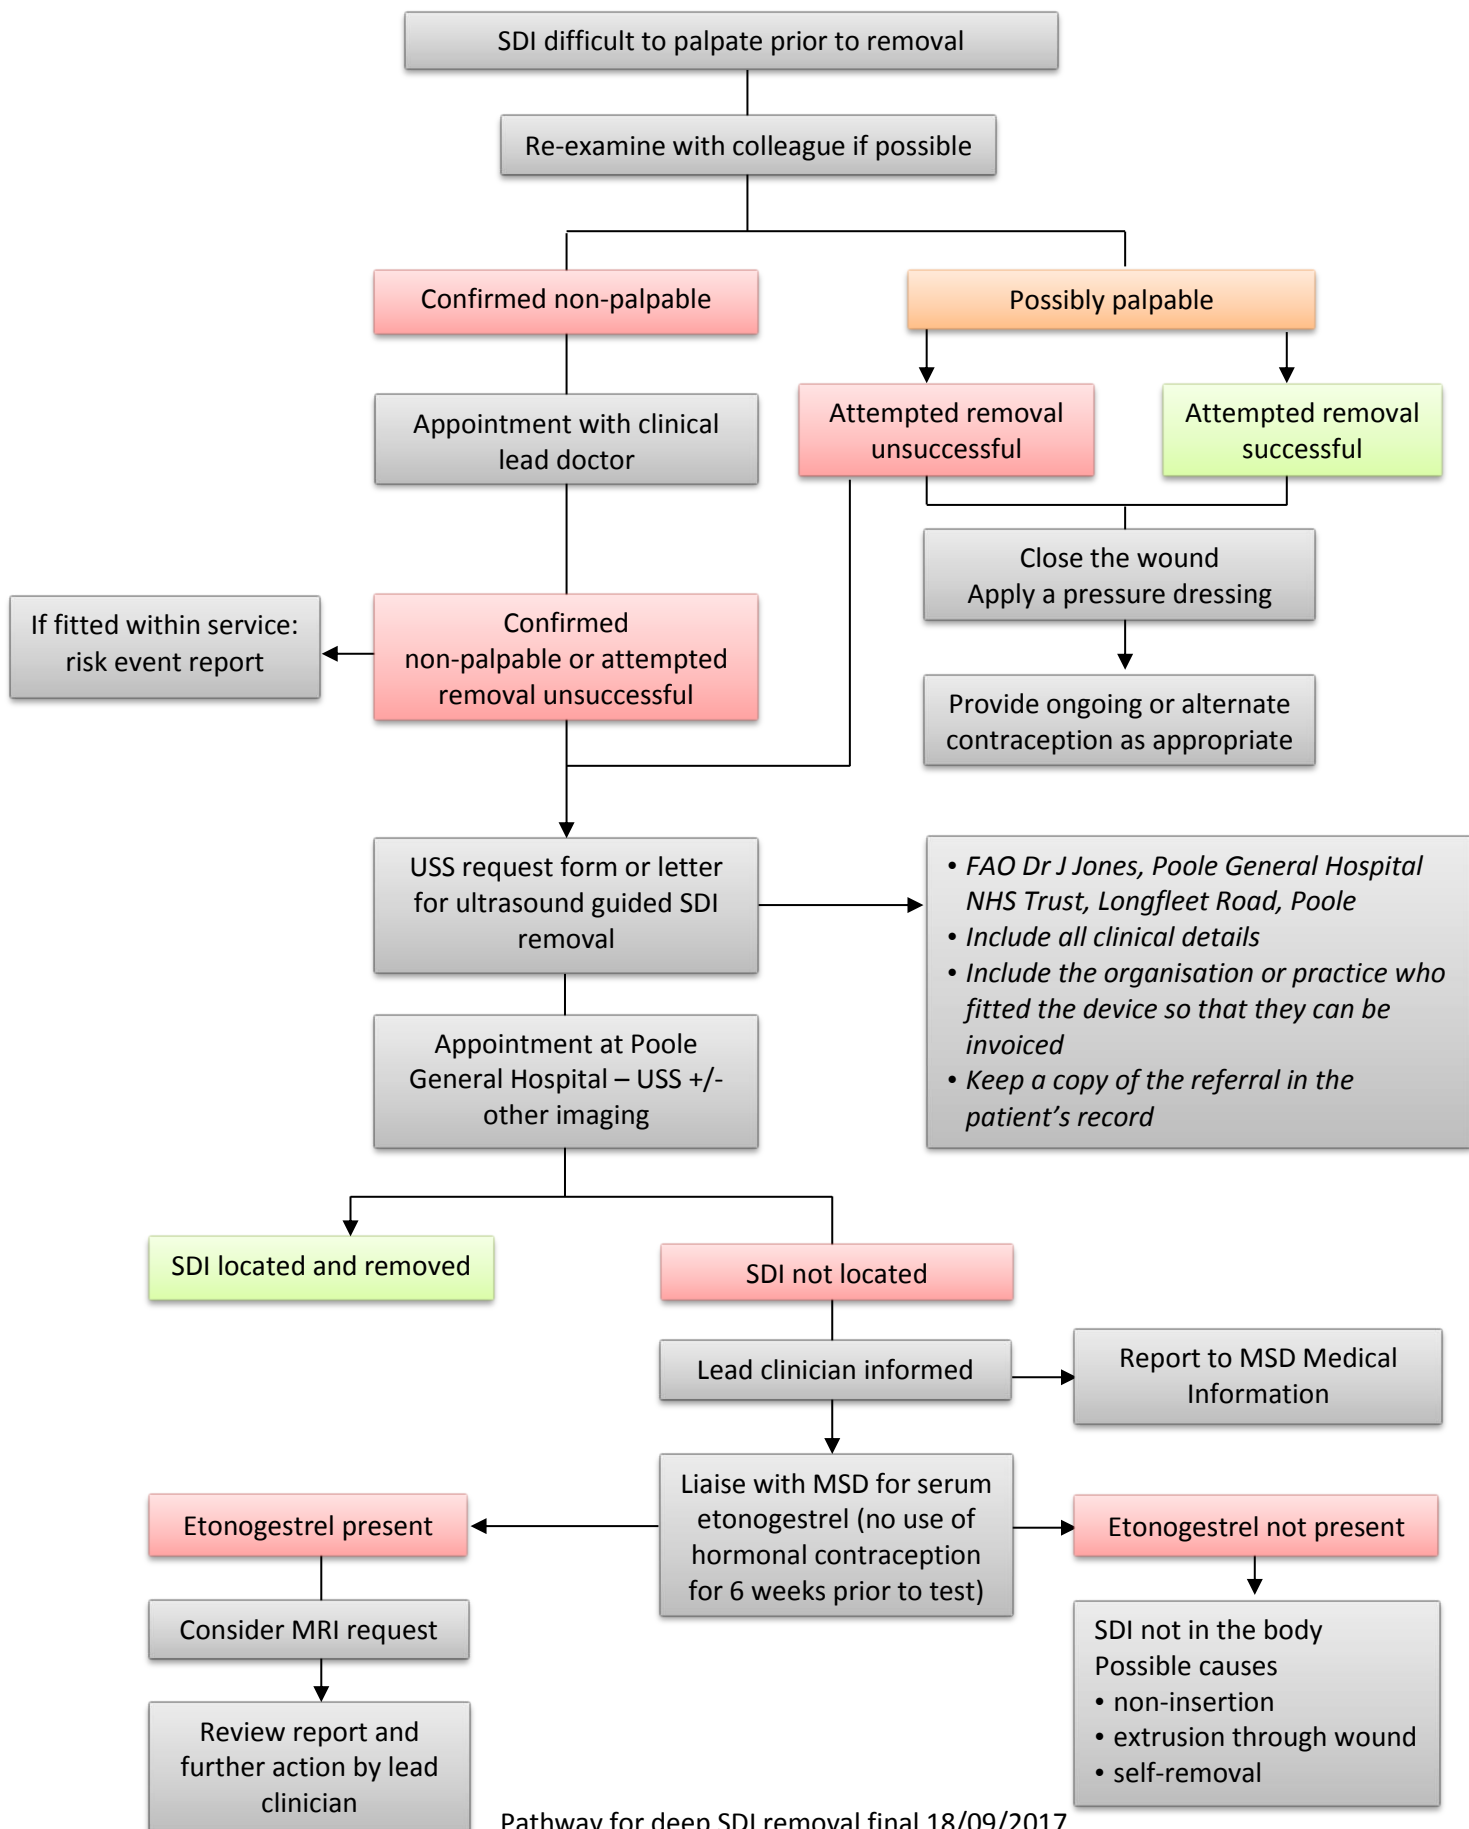 SDI difficult to palpate prior to removal
Re-examine with colleague if possible
Confirmed non-palpable
Possibly palpable
Appointment with clinical
lead doctor
Attempted removal
unsuccessful
Attempted removal
successful
Close the wound
Apply a pressure dressing
If fitted within service:
risk event report
Confirmed
non-palpable or attempted
removal unsuccessful
Provide ongoing or alternate
contraception as appropriate
USS request form or letter
for ultrasound guided SDI
removal
• FAO Dr J Jones, Poole General Hospital
NHS Trust, Longfleet Road, Poole
• Include all clinical details
• Include the organisation or practice who
fitted the device so that they can be
invoiced
• Keep a copy of the referral in the
patient’s record
Appointment at Poole
General Hospital – USS +/-
other imaging
SDI located and removed
SDI not located
Lead clinician informed
Report to MSD Medical
Information
Liaise with MSD for serum
etonogestrel (no use of
hormonal contraception
for 6 weeks prior to test)
Etonogestrel present
Etonogestrel not present
Consider MRI request
SDI not in the body
Possible causes
• non-insertion
• extrusion through wound
• self-removal
Review report and
further action by lead
clinician
Pathway for deep SDI removal final 18/09/2017